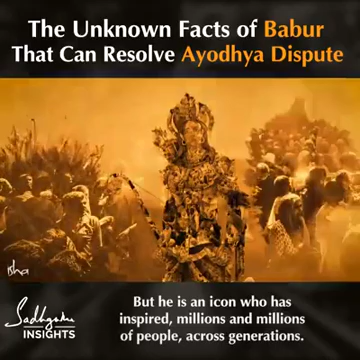 The Unknown Facts of Babur
That Can Resolve Ayodhya Dispute
isha
Sadhguru
INSIGHTS
But he is an icon who has
inspired, millions and millions
of people, across generations.